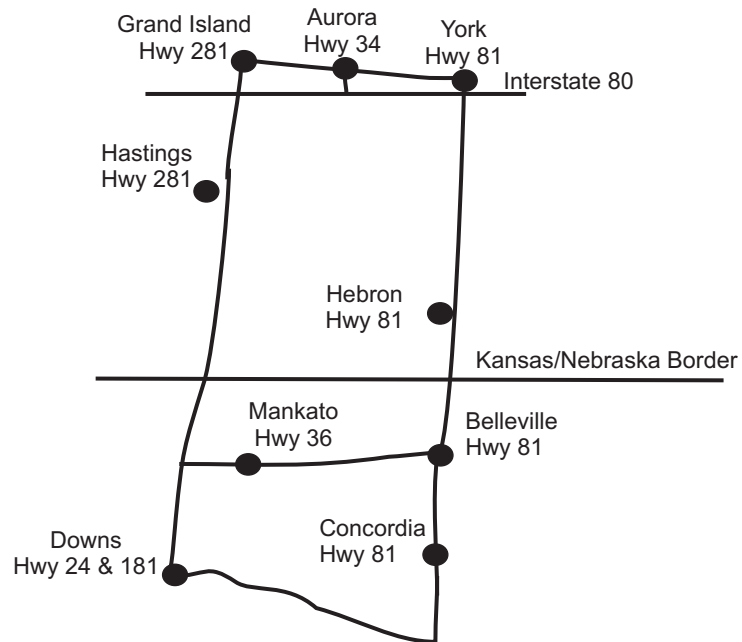 Grand Island
Hwy 281
Aurora
Hwy 34
York
Hwy 81
Interstate 80
Hastings
Hwy 281
Hebron
Hwy 81
Kansas/Nebraska Border
Mankato
Hwy 36
Belleville
Hwy 81
Concordia
Hwy 81
Downs
Hwy 24 & 181